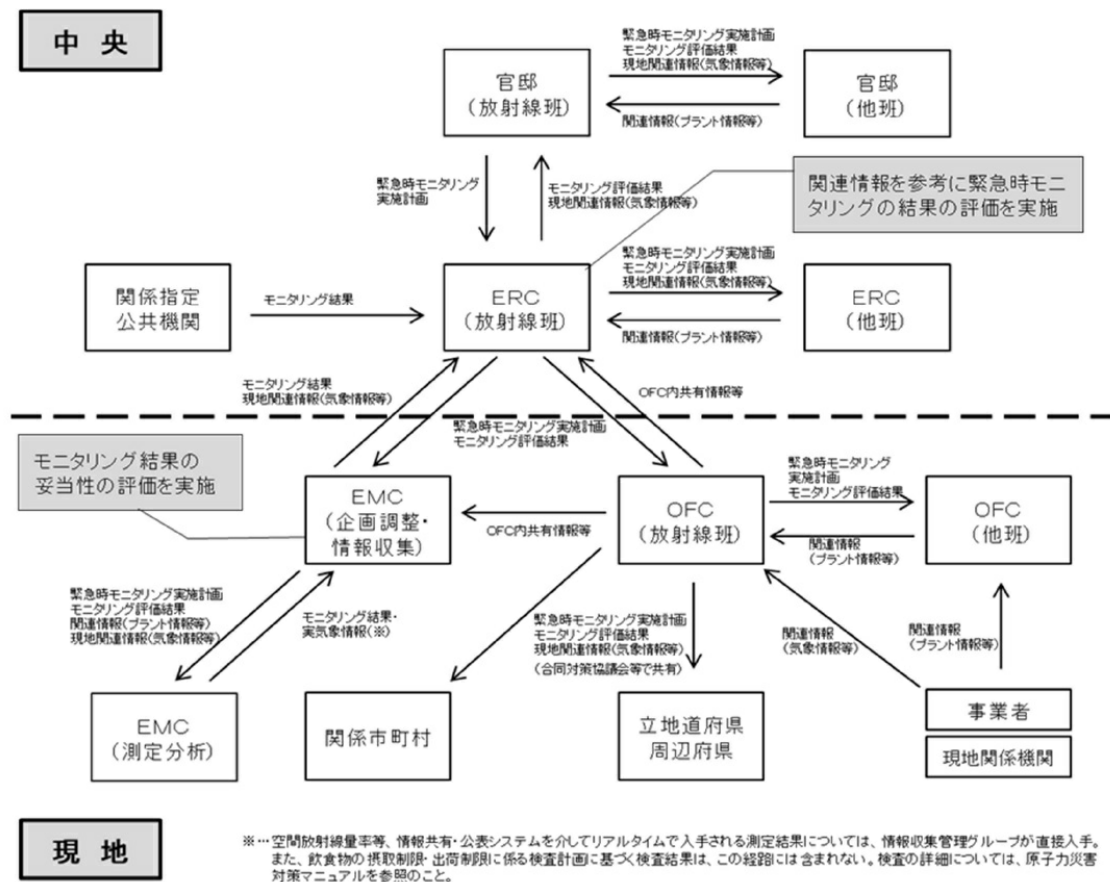 中 央
緊急時モニタリング実施計画
モニタリング評価結果
現地関連情報(気象情報等)
官邸
(放射線班)
官邸
(他班)
関連情報(プラント情報等)
緊急時モニタリング
実施計画
モニタリング評価結果
現地関連情報(気象情報等)
関連情報を参考に緊急時モニ
タリングの結果の評価を実施
緊急時モニタリング実施計画
モニタリング評価結果
現地関連情報(気象情報等)
関係指定
公共機関
モニタリング結果
ERC
(放射線班)
ERC
(他班)
関連情報(プラント情報等)
モニタリング結果
現地関連情報(気象情報等)
OFC内共有情報等
緊急時モニタリング実施計画
モニタリング評価結果
モニタリング結果の
妥当性の評価を実施
EMC
(企画調整・
情報収集)
OFC内共有情報等
OFC
(放射線班)
緊急時モニタリング
実施計画
モニタリング評価結果
OFC
(他班)
関連情報
(プラント情報等)
緊急時モニタリング実施計画
モニタリング評価結果
関連情報(プラント情報等)
現地関連情報(気象情報等)
モニタリング結果・
実気象情報(※)
緊急時モニタリング実施計画
モニタリング評価結果
現地関連情報(気象情報等)
(合同対策協議会等で共有)
関連情報
(気象情報等)
関連情報
(プラント情報等)
EMC
(測定分析)
関係市町村
立地道府県
周辺府県
事業者
現地関係機関
現 地
※…空間放射線量率等、情報共有・公表システムを介してリアルタイムで入手される測定結果については、情報収集管理グループが直接入手。
また、飲食物の摂取制限・出荷制限に係る検査計画に基づく検査結果は、この経路には含まれない。検査の詳細については、原子力災害
対策マニュアルを参照のこと。